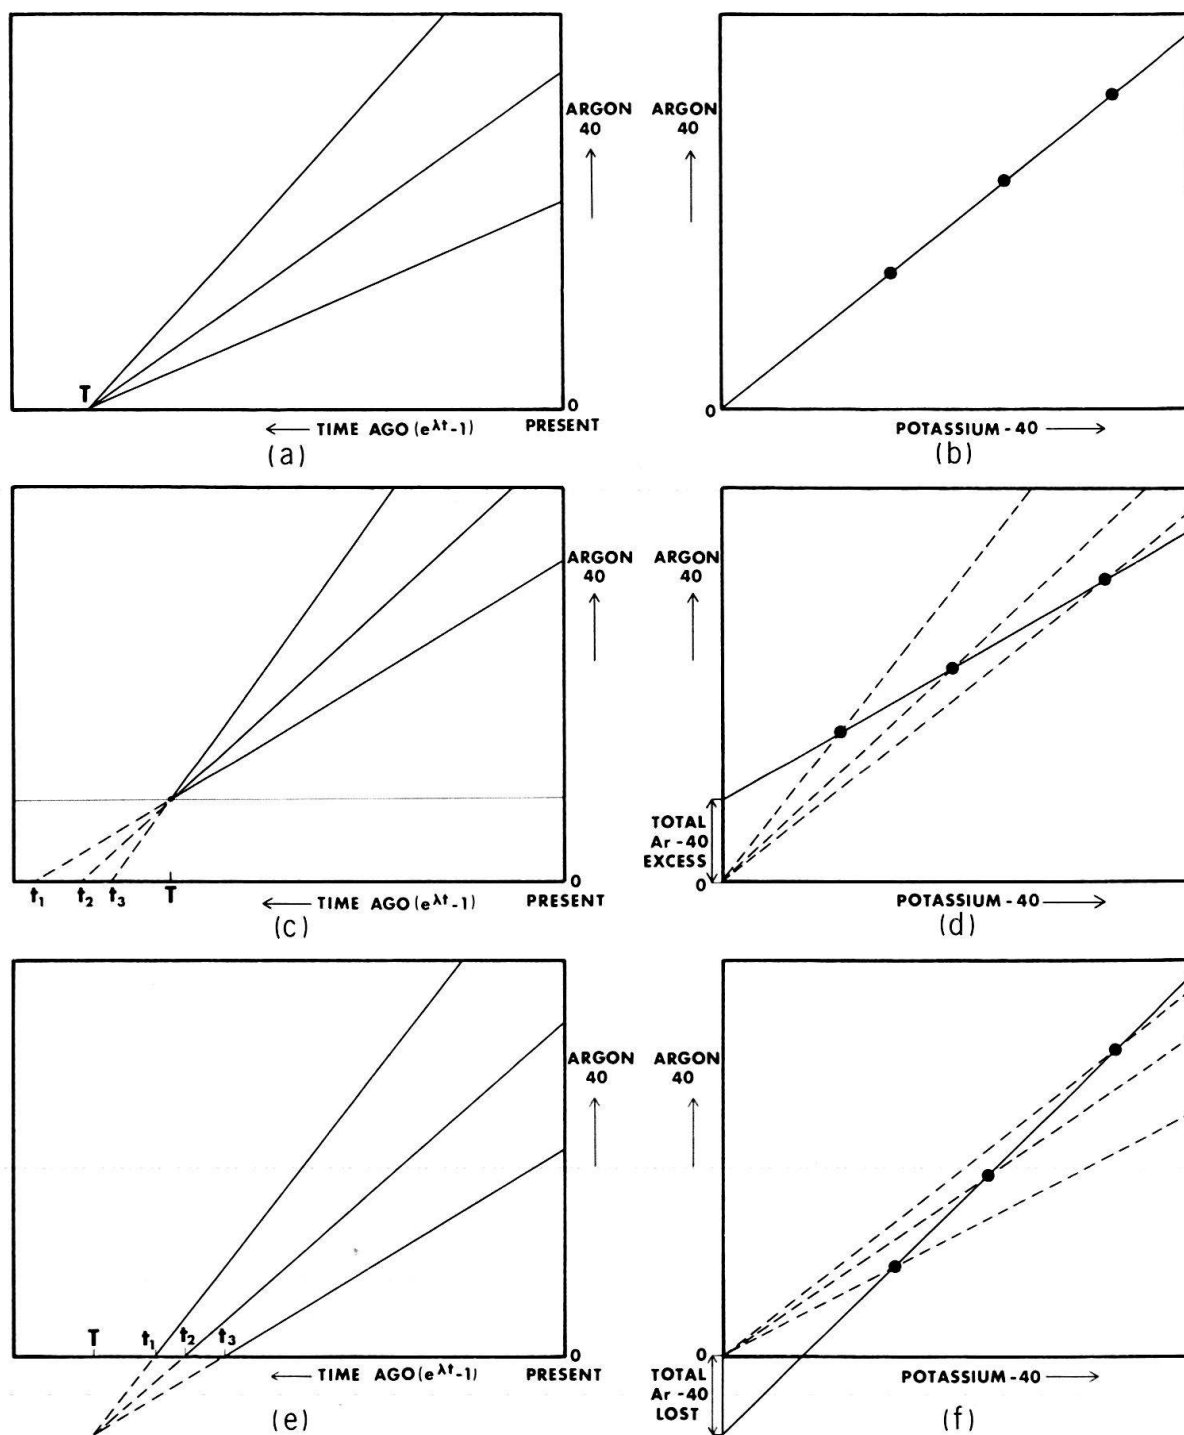 ARGON
40
T
0
← TIME AGO (e^λt-1)
PRESENT
(a)
ARGON
40
0
POTASSIUM-40 →
(b)
ARGON
40
0
t₁ t₂ t₃ T
← TIME AGO (e^λt-1)
PRESENT
(c)
ARGON
40
TOTAL
Ar-40
EXCESS
0
POTASSIUM-40 →
(d)
ARGON
40
T t₁ t₂ t₃
0
← TIME AGO (e^λt-1)
PRESENT
(e)
ARGON
40
0
TOTAL
Ar-40
LOST
POTASSIUM-40 →
(f)